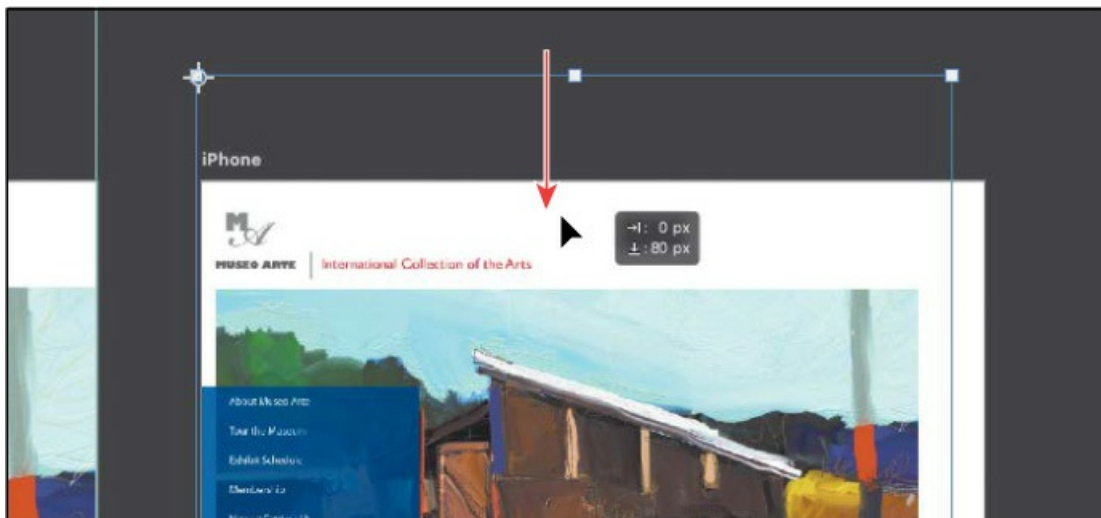 iPhone
MA
→|: 0 px
↓: 80 px
MUSEO ARTE
International Collection of the Arts
About Museo Arte
Tour the Museum
Exhibit Schedule
Membership